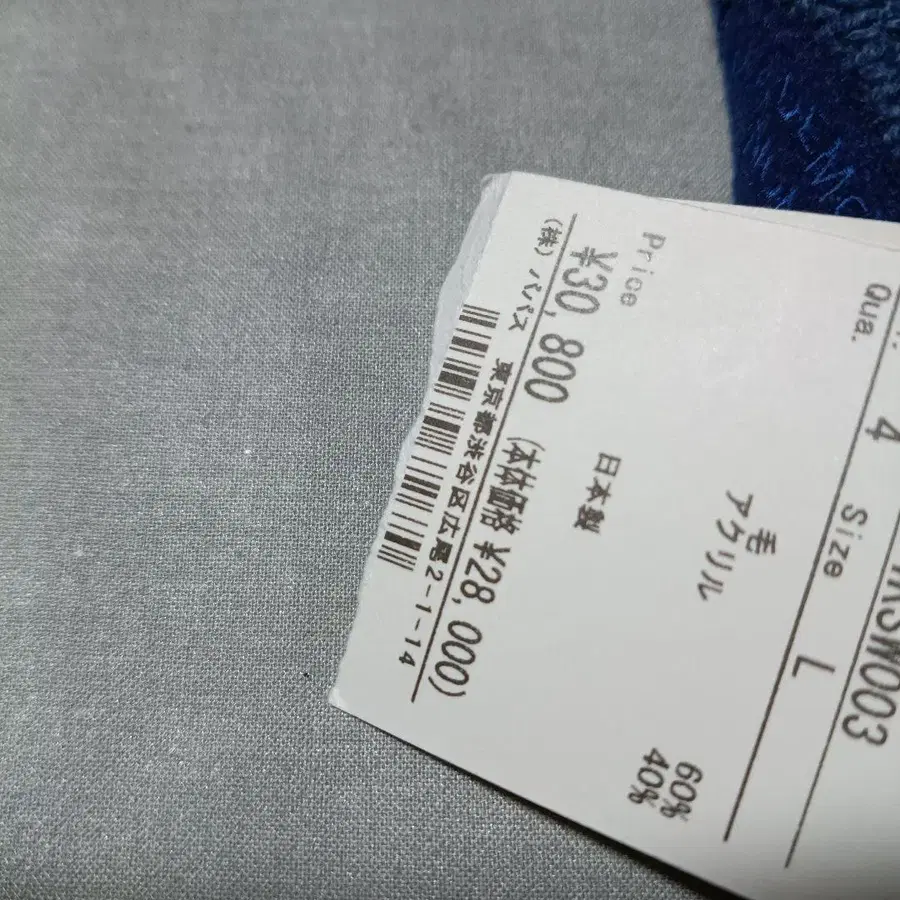 KSW003
Qua. 4 Size L
毛 60%
アクリル 40%
日本製
Price
¥30,800 (本体価格 ¥28,000)
(株)パパス 東京都渋谷区広尾2-1-14